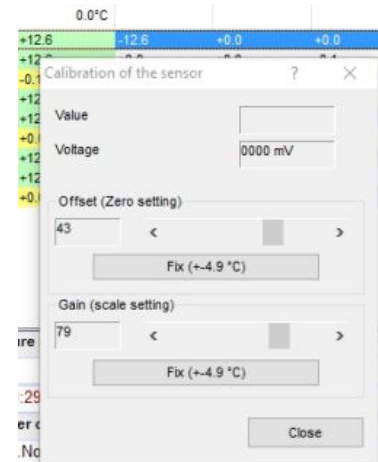 0.0°C
+12.6 -12.6 +0.0 +0.0
Calibration of the sensor ? ×
Value
Voltage 0000 mV
Offset (Zero setting)
43 < >
Fix (+-4.9 °C)
Gain (scale setting)
79 < >
Fix (+-4.9 °C)
Close